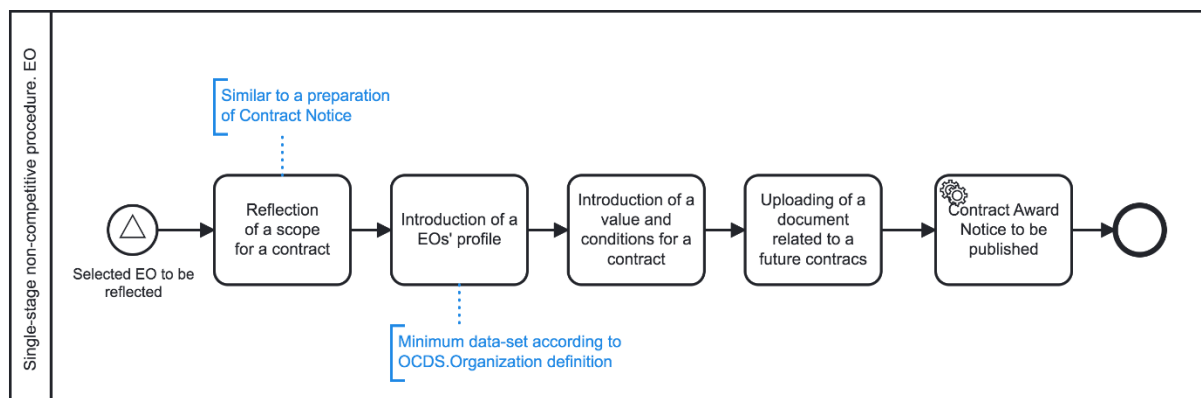 Single-stage non-competitive procedure. EO
Similar to a preparation
of Contract Notice
Selected EO to be
reflected
Reflection
of a scope
for a contract
Introduction of a
EOs' profile
Minimum data-set according to
OCDS.Organization definition
Introduction of a
value and
conditions for a
contract
Uploading of a
document
related to a
future contracs
Contract Award
Notice to be
published